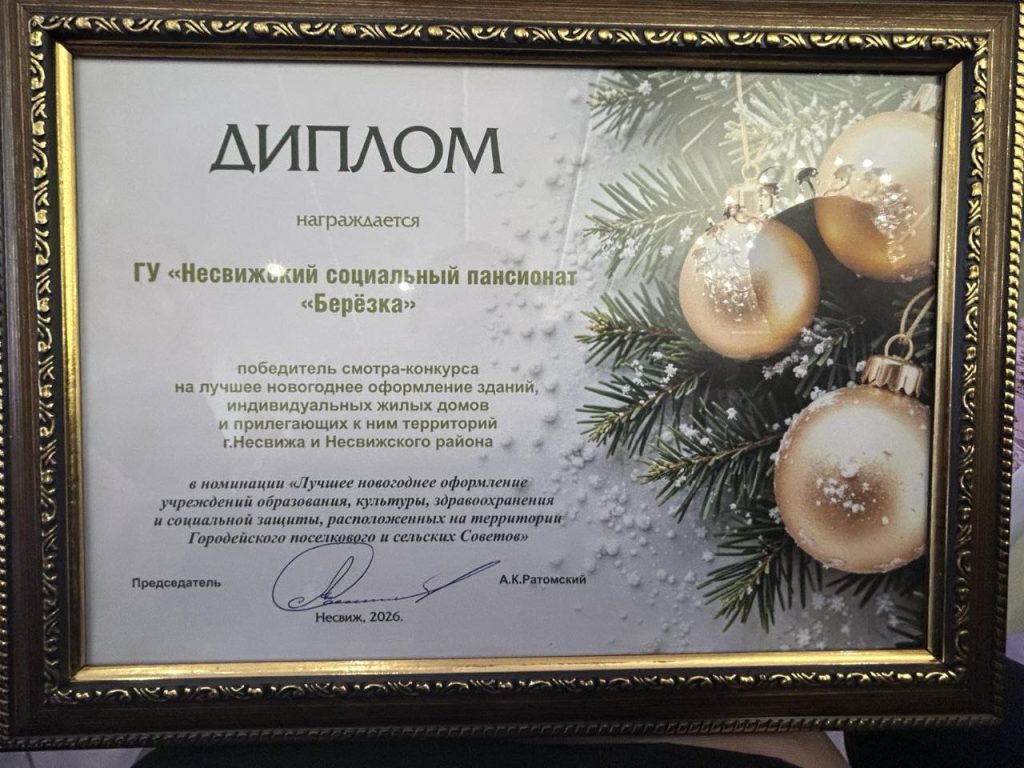 ДИПЛОМ
награждается
ГУ «Несвижский социальный пансионат
«Берёзка»
победитель смотра-конкурса
на лучшее новогоднее оформление зданий,
индивидуальных жилых домов
и прилегающих к ним территорий
г.Несвижа и Несвижского района
в номинации «Лучшее новогоднее оформление
учреждений образования, культуры, здравоохранения
и социальной защиты, расположенных на территории
Городейского поселкового и сельских Советов»
Председатель А.К.Ратомский
Несвиж, 2026.